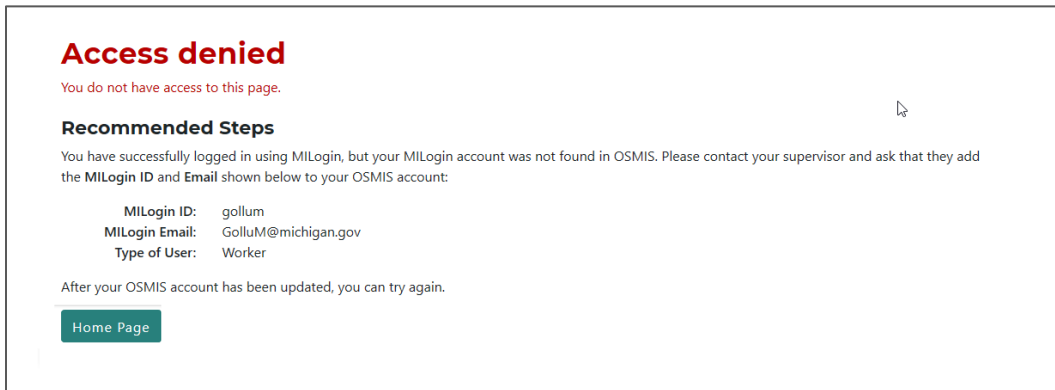 Access denied
You do not have access to this page.
Recommended Steps
You have successfully logged in using MILogin, but your MILogin account was not found in OSMIS. Please contact your supervisor and ask that they add
the MILogin ID and Email shown below to your OSMIS account:
MILogin ID: gollum
MILogin Email: GolluM@michigan.gov
Type of User: Worker
After your OSMIS account has been updated, you can try again.
Home Page